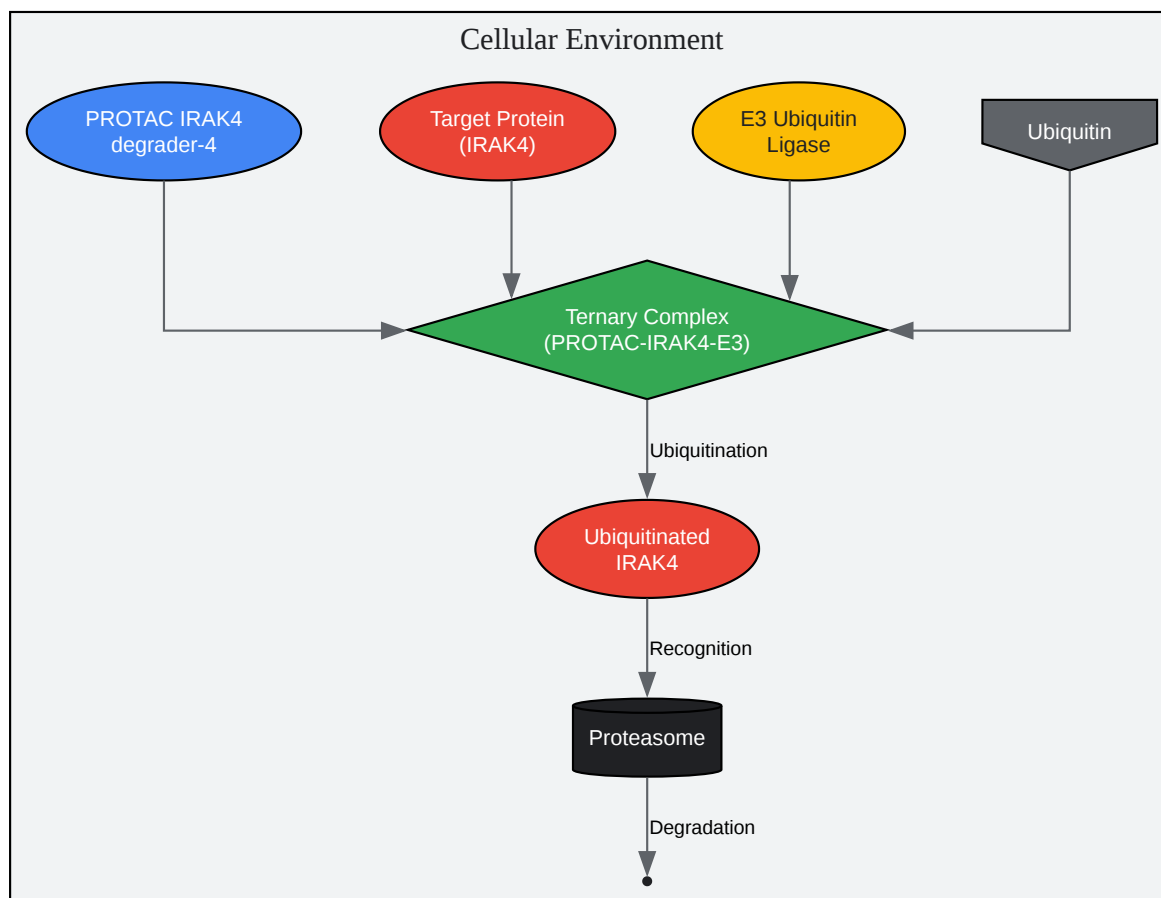 Cellular Environment
PROTAC IRAK4
degrader-4
Target Protein
(IRAK4)
E3 Ubiquitin
Ligase
Ubiquitin
Ternary Complex
(PROTAC-IRAK4-E3)
Ubiquitination
Ubiquitinated
IRAK4
Recognition
Proteasome
Degradation